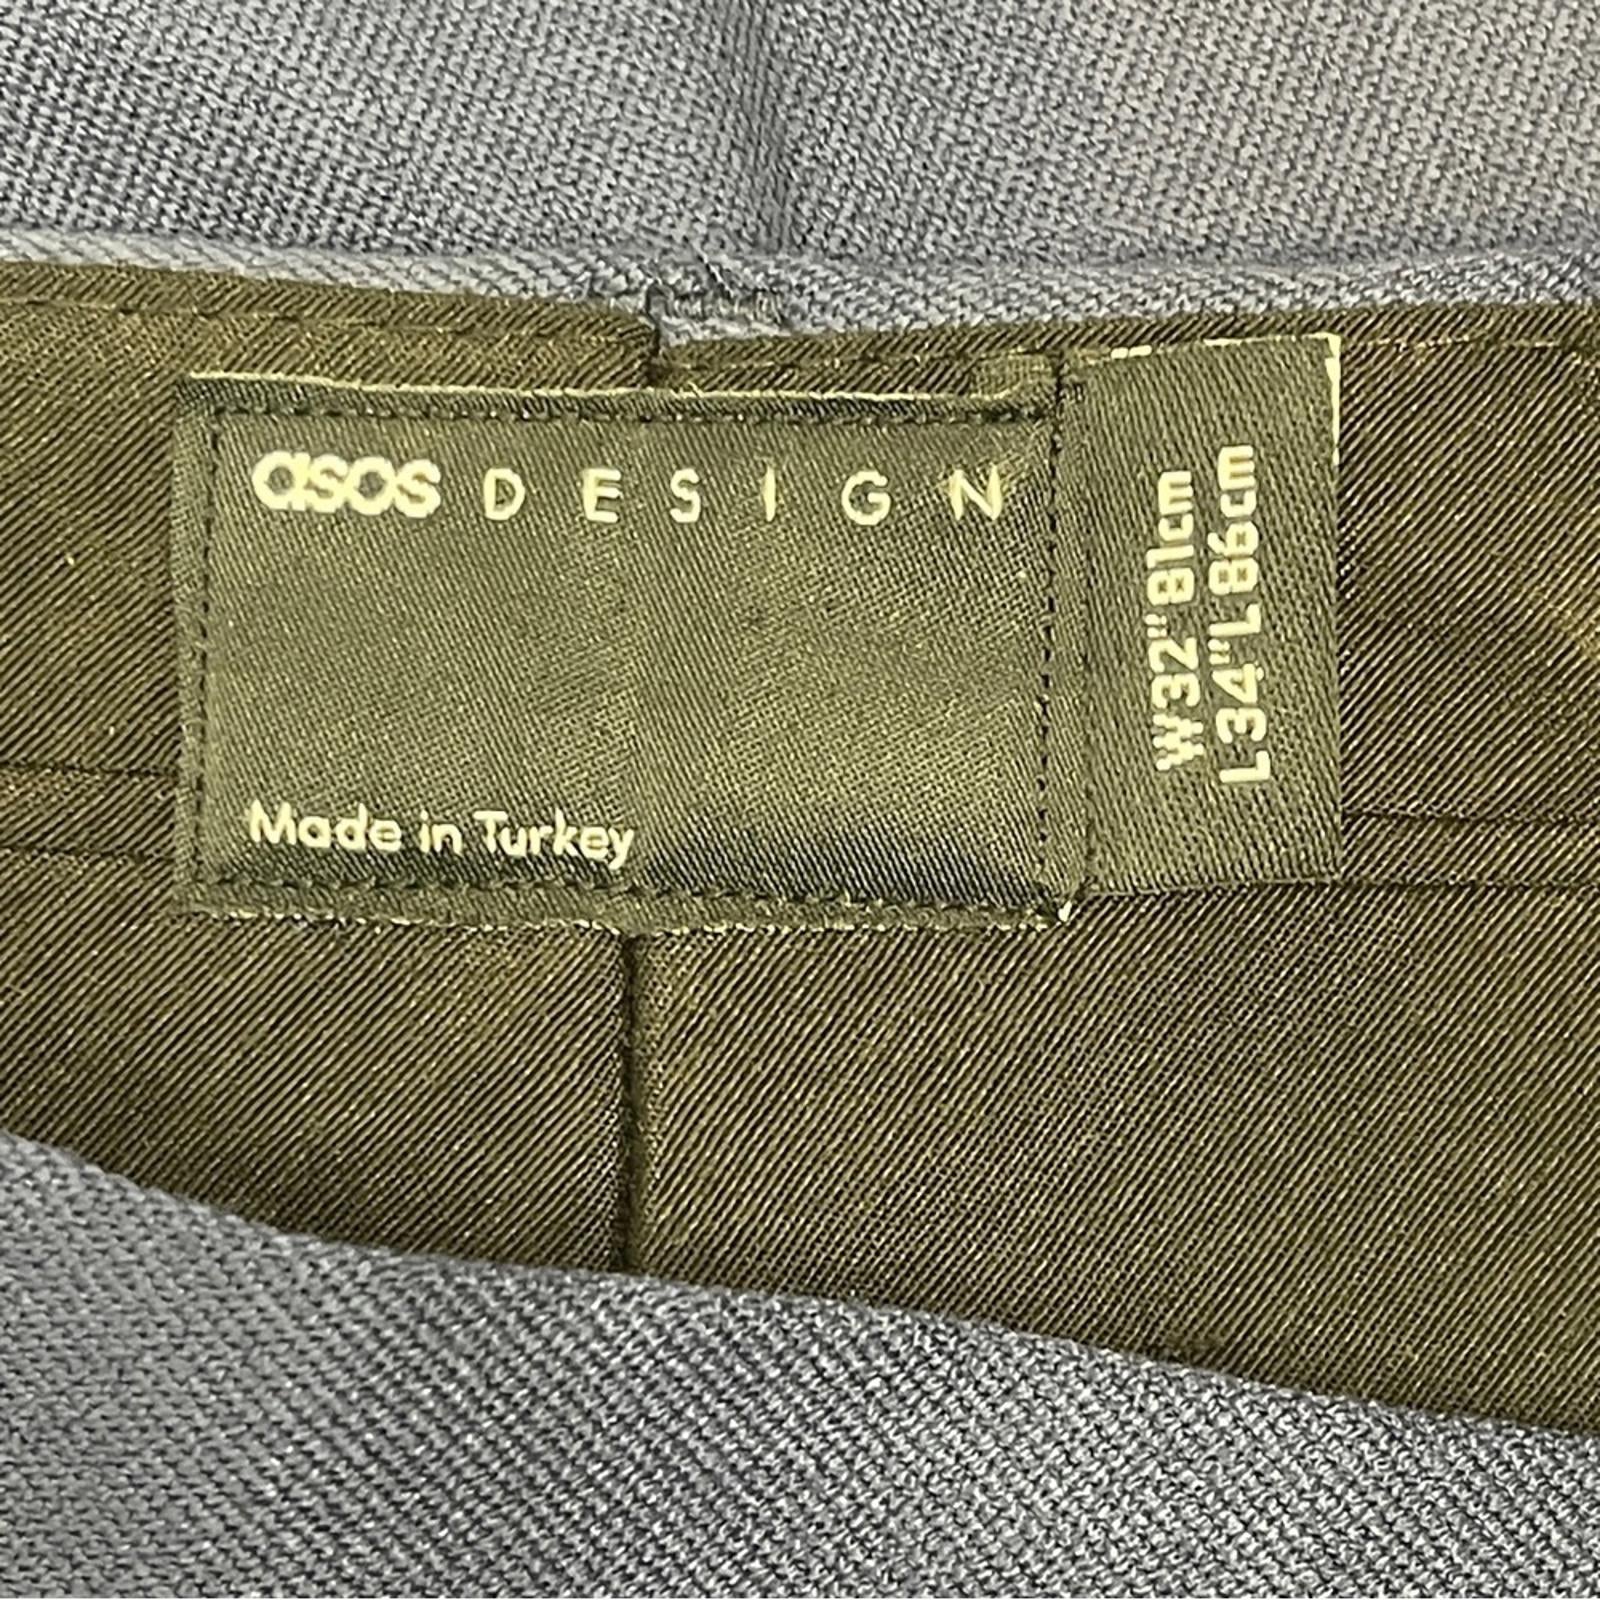 asos DESIGN
Made in Turkey
W32" 81cm
L34" L86cm